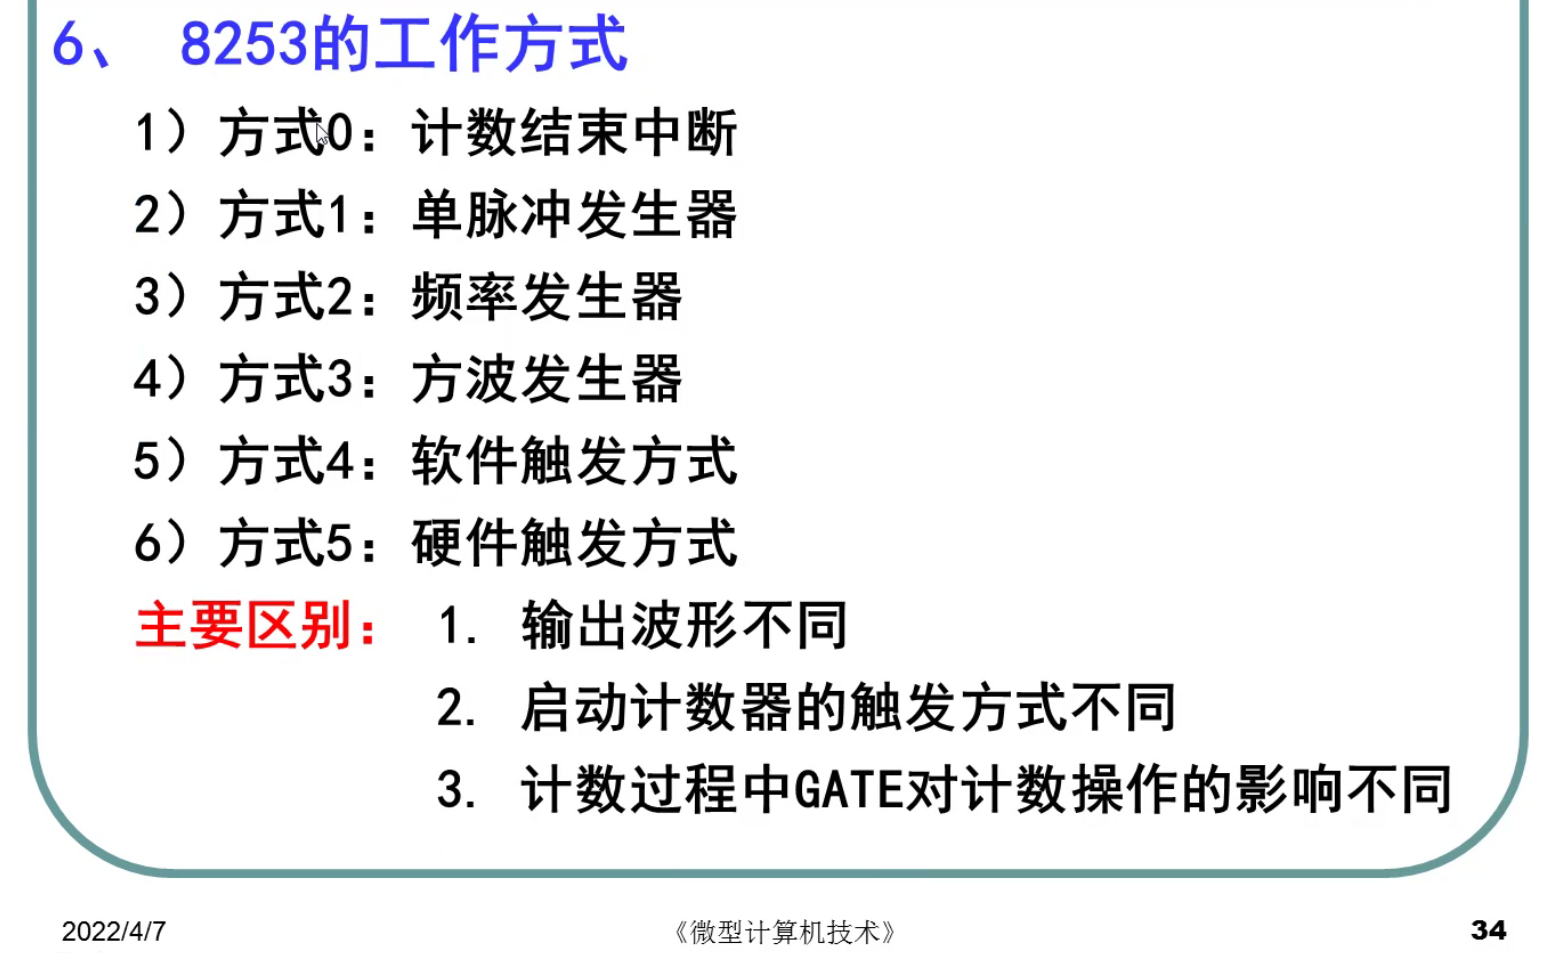 6、 8253的工作方式
1）方式0：计数结束中断
2）方式1：单脉冲发生器
3）方式2：频率发生器
4）方式3：方波发生器
5）方式4：软件触发方式
6）方式5：硬件触发方式
主要区别： 1. 输出波形不同
2. 启动计数器的触发方式不同
3. 计数过程中GATE对计数操作的影响不同
2022/4/7 《微型计算机技术》 34